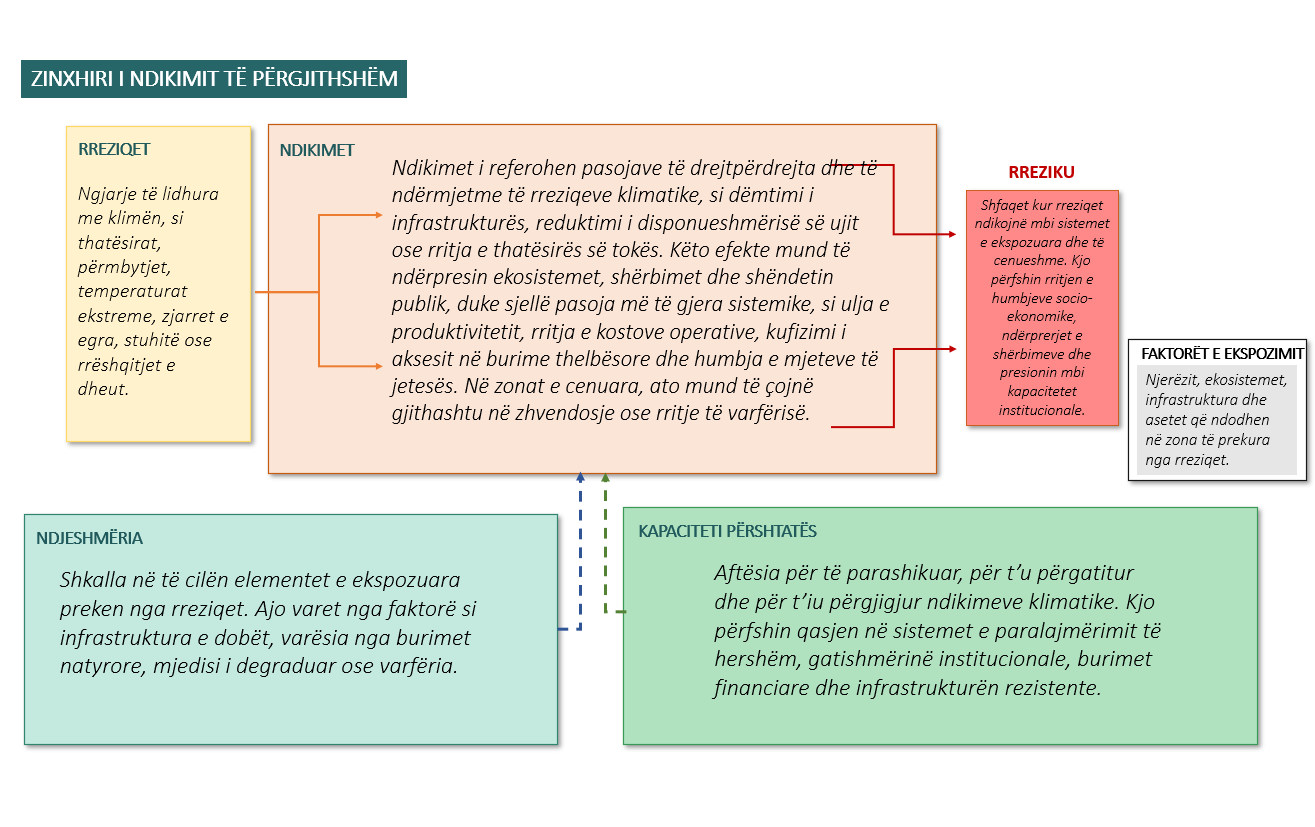 ZINXHIRI I NDIKIMIT TË PËRGJITHSHËM
RREZIQET
Ngjarje të lidhura
me klimën, si
thatësirat,
përmbytjet,
temperaturat
ekstreme, zjarret e
egra, stuhitë ose
rrëshqitjet e
dheut.
NDIKIMET
Ndikimet i referohen pasojave të drejtpërdrejta dhe të
ndërmjetme të rreziqeve klimatike, si dëmtimi i
infrastrukturës, reduktimi i disponueshmërisë së ujit
ose rritja e thatësirës së tokës. Këto efekte mund të
ndërpresin ekosistemet, shërbimet dhe shëndetin
publik, duke sjellë pasoja më të gjera sistemike, si ulja e
produktivitetit, rritja e kostove operative, kufizimi i
aksesit në burime thelbësore dhe humbja e mjeteve të
jetesës. Në zonat e cenuara, ato mund të çojnë
gjithashtu në zhvendosje ose rritje të varfërisë.
RREZIKU
Shfaqet kur rreziqet
ndikojnë mbi sistemet
e ekspozuara dhe të
cenueshme. Kjo
përfshin rritjen e
humbjeve socio-
ekonomike,
ndërprerjet e
shërbimeve dhe
presionin mbi
kapacitetet
institucionale.
FAKTORËT E EKSPOZIMIT
Njerëzit, ekosistemet,
infrastruktura dhe
asetet që ndodhen
në zona të prekura
nga rreziqet.
NDJESHMËRIA
Shkalla në të cilën elementet e ekspozuara
preken nga rreziqet. Ajo varet nga faktorë si
infrastruktura e dobët, varësia nga burimet
natyrore, mjedisi i degraduar ose varfëria.
KAPACITETI PËRSHTATËS
Aftësia për të parashikuar, për t’u përgatitur
dhe për t’iu përgjigjur ndikimeve klimatike. Kjo
përfshin qasjen në sistemet e paralajmërimit të
hershëm, gatishmërinë institucionale, burimet
financiare dhe infrastrukturën rezistente.